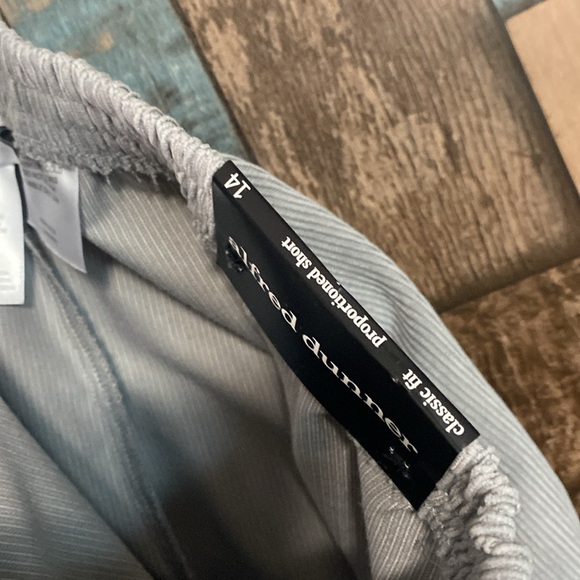 14
proportioned short
classic fit
alfred dunner